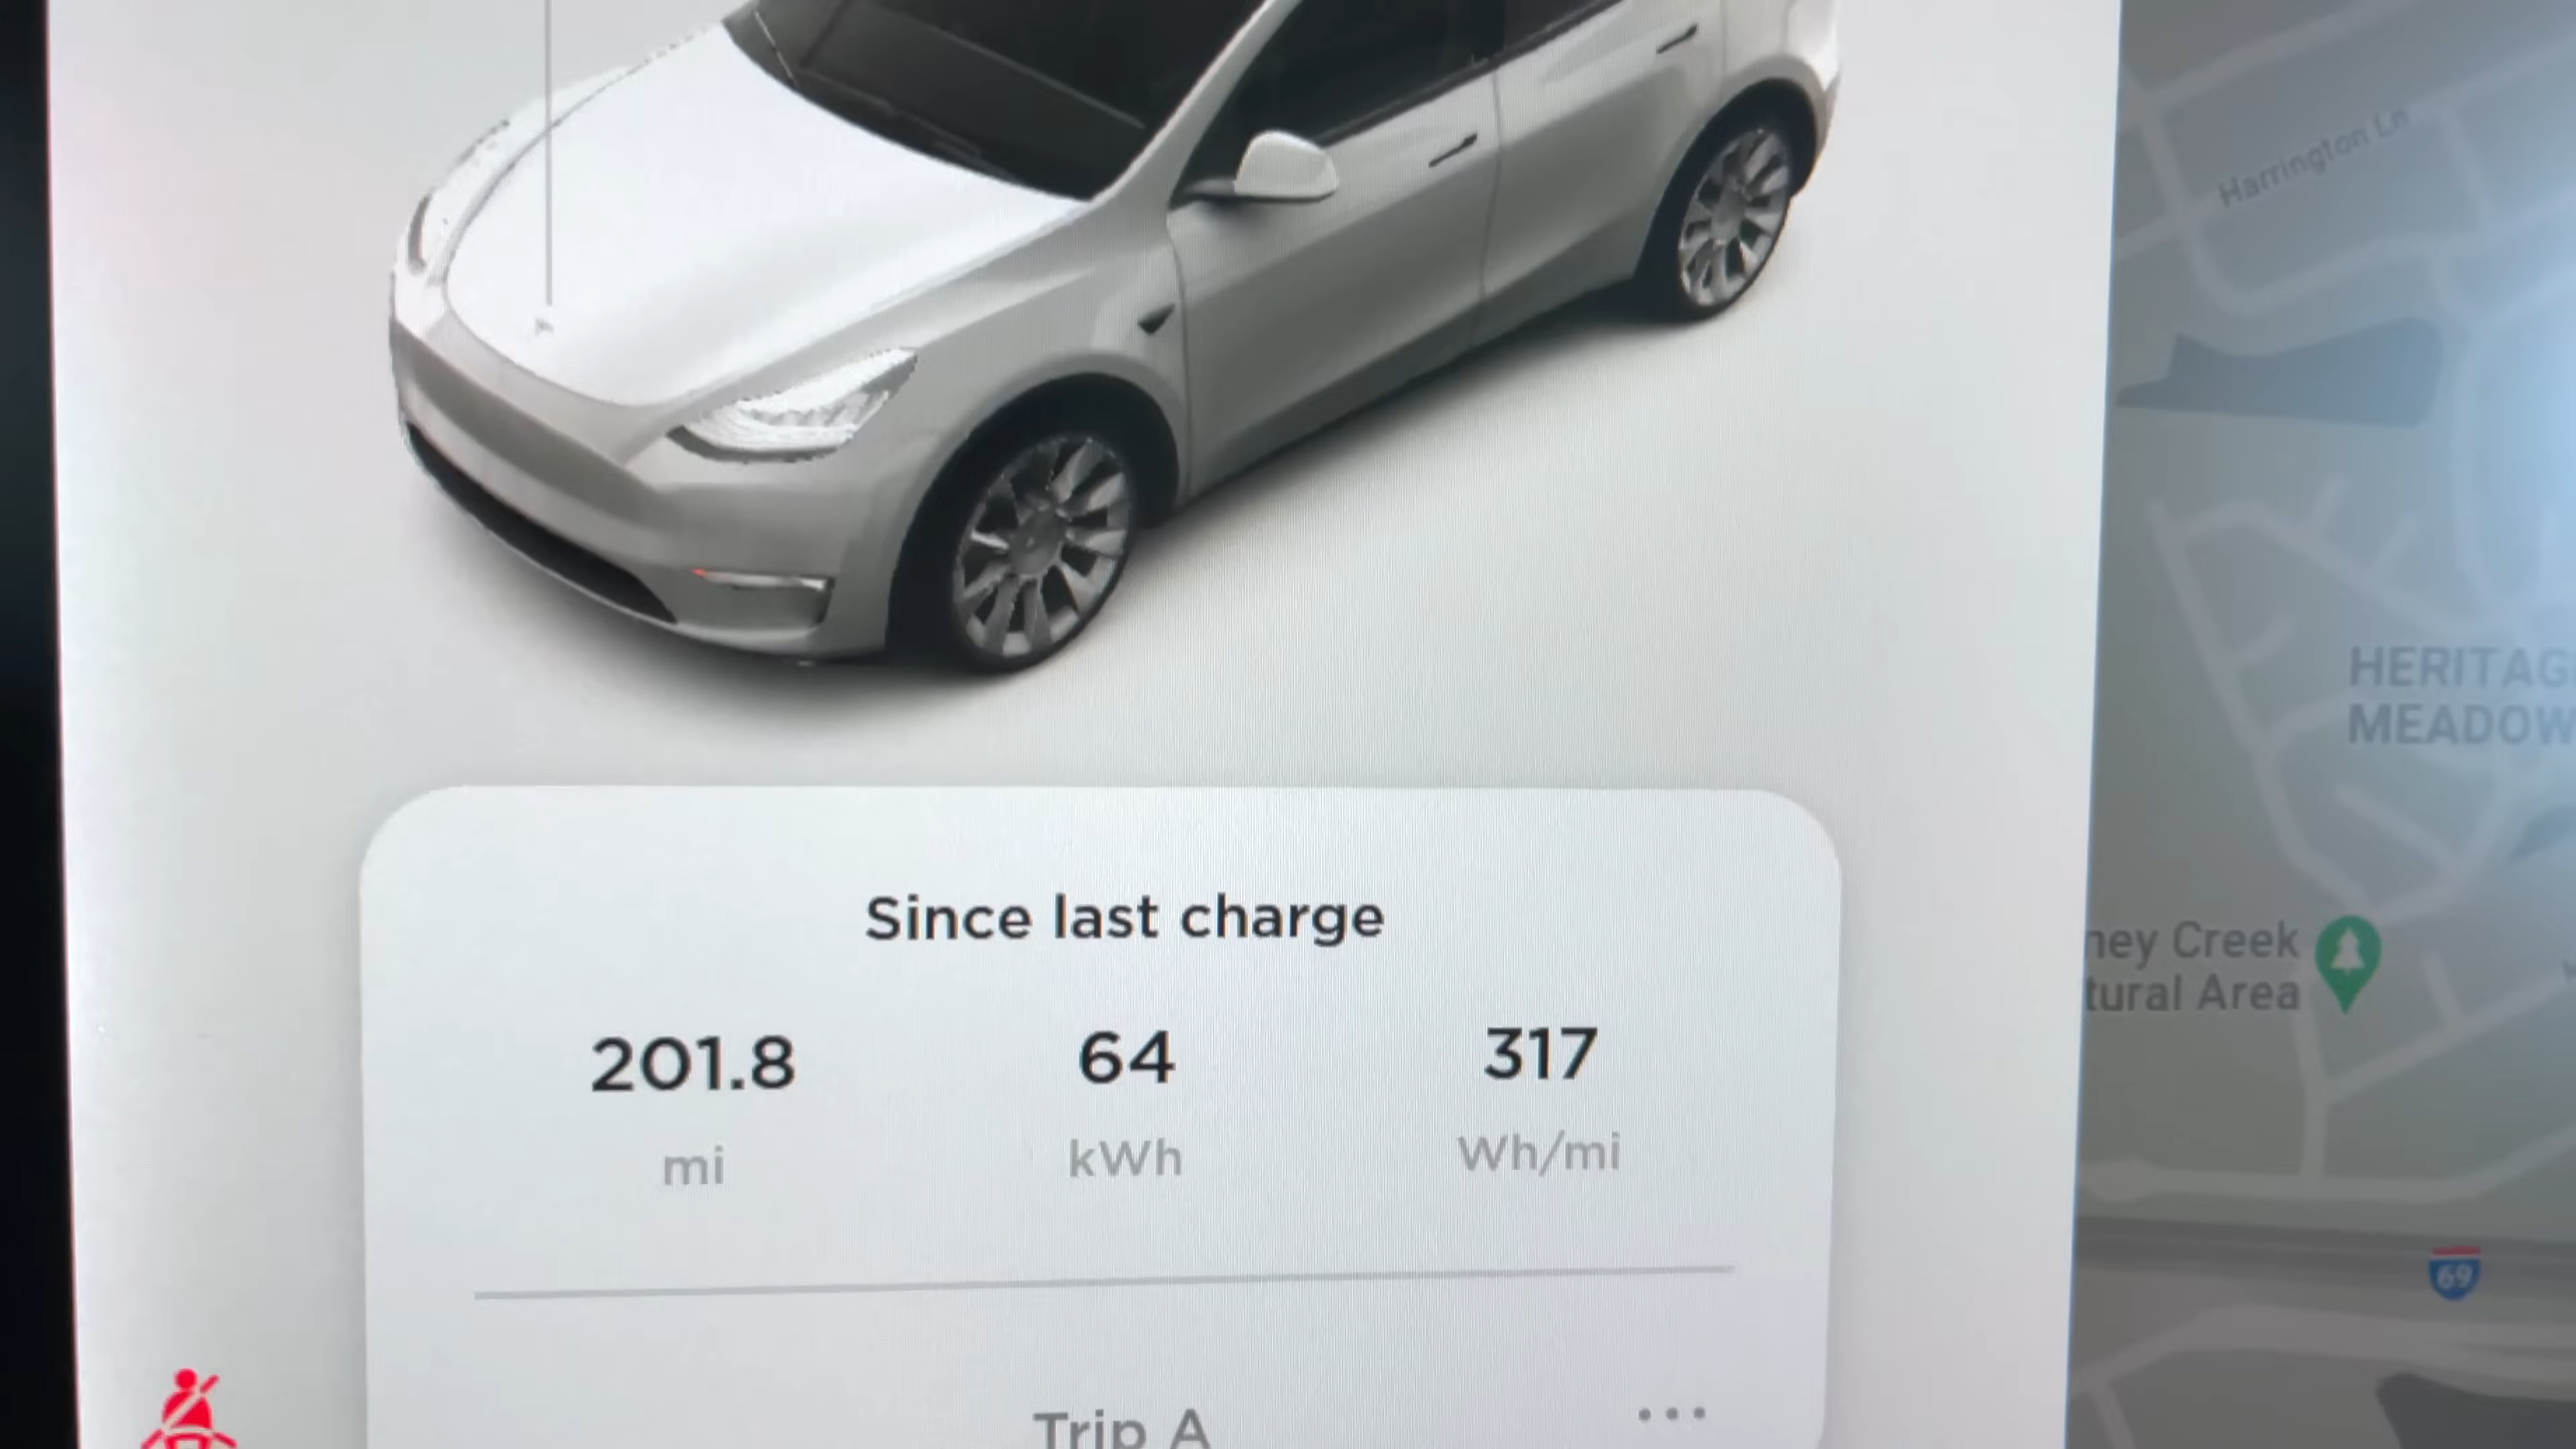 Harrington Ln
HERITAG
MEADOW
Since last charge
ney Creek
tural Area
201.8
64
317
mi
kWh
Wh/mi
69
Trip A